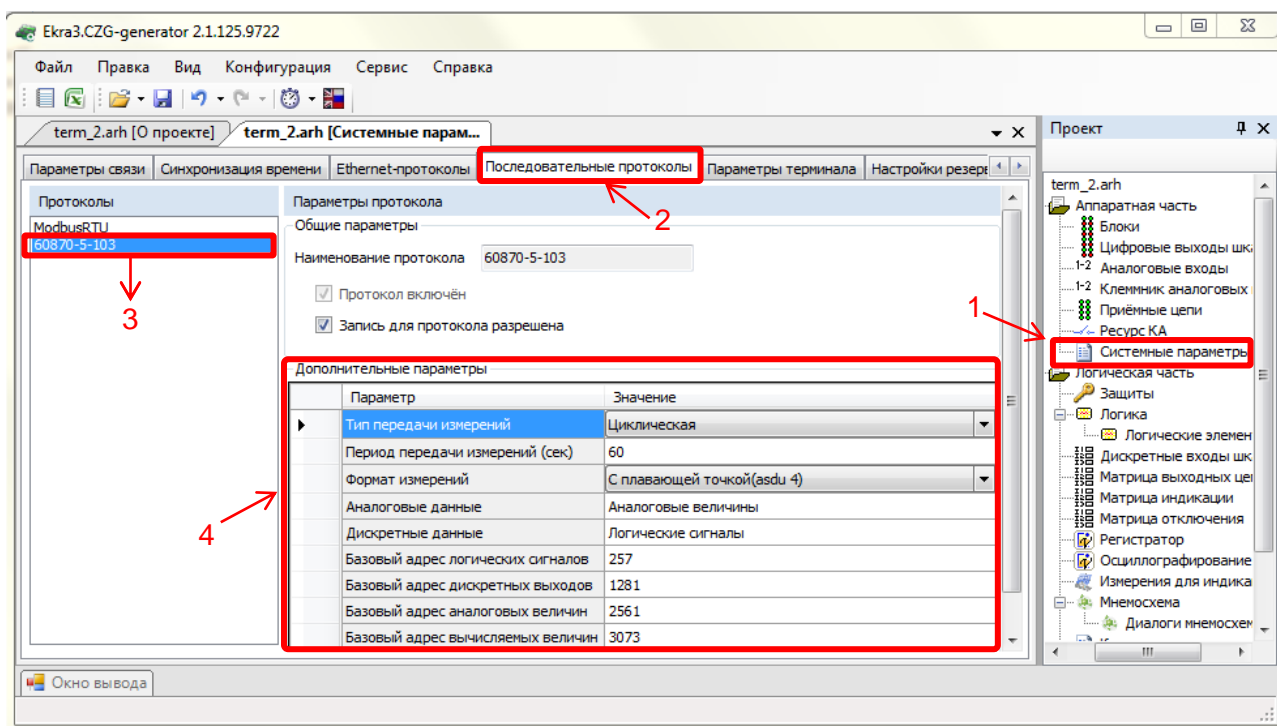 Ekra3.CZG-generator 2.1.125.9722
Файл Правка Вид Конфигурация Сервис Справка
term_2.arh [О проекте] term_2.arh [Системные парам...
Параметры связи Синхронизация времени Ethernet-протоколы Последовательные протоколы Параметры терминала Настройки резерв
Протоколы
ModbusRTU
60870-5-103
3
Параметры протокола
Общие параметры
2
Наименование протокола 60870-5-103
Протокол включён
Запись для протокола разрешена
Дополнительные параметры
Параметр Значение
Тип передачи измерений Циклическая
Период передачи измерений (сек) 60
Формат измерений С плавающей точкой(asdu 4)
Аналоговые данные Аналоговые величины
Дискретные данные Логические сигналы
Базовый адрес логических сигналов 257
Базовый адрес дискретных выходов 1281
Базовый адрес аналоговых величин 2561
Базовый адрес вычисляемых величин 3073
4
Проект
term_2.arh
Аппаратная часть
Блоки
Цифровые выходы шка
1-2 Аналоговые входы
1-2 Клеммник аналоговых
Приёмные цепи
Ресурс КА
1
Системные параметры
Логическая часть
Защиты
Логика
Логические элемен
Дискретные входы шк
Матрица выходных цеп
Матрица индикации
Матрица отключения
Регистратор
Осциллографирование
Измерения для индика
Мнемосхема
Диалоги мнемосхем
Окно вывода